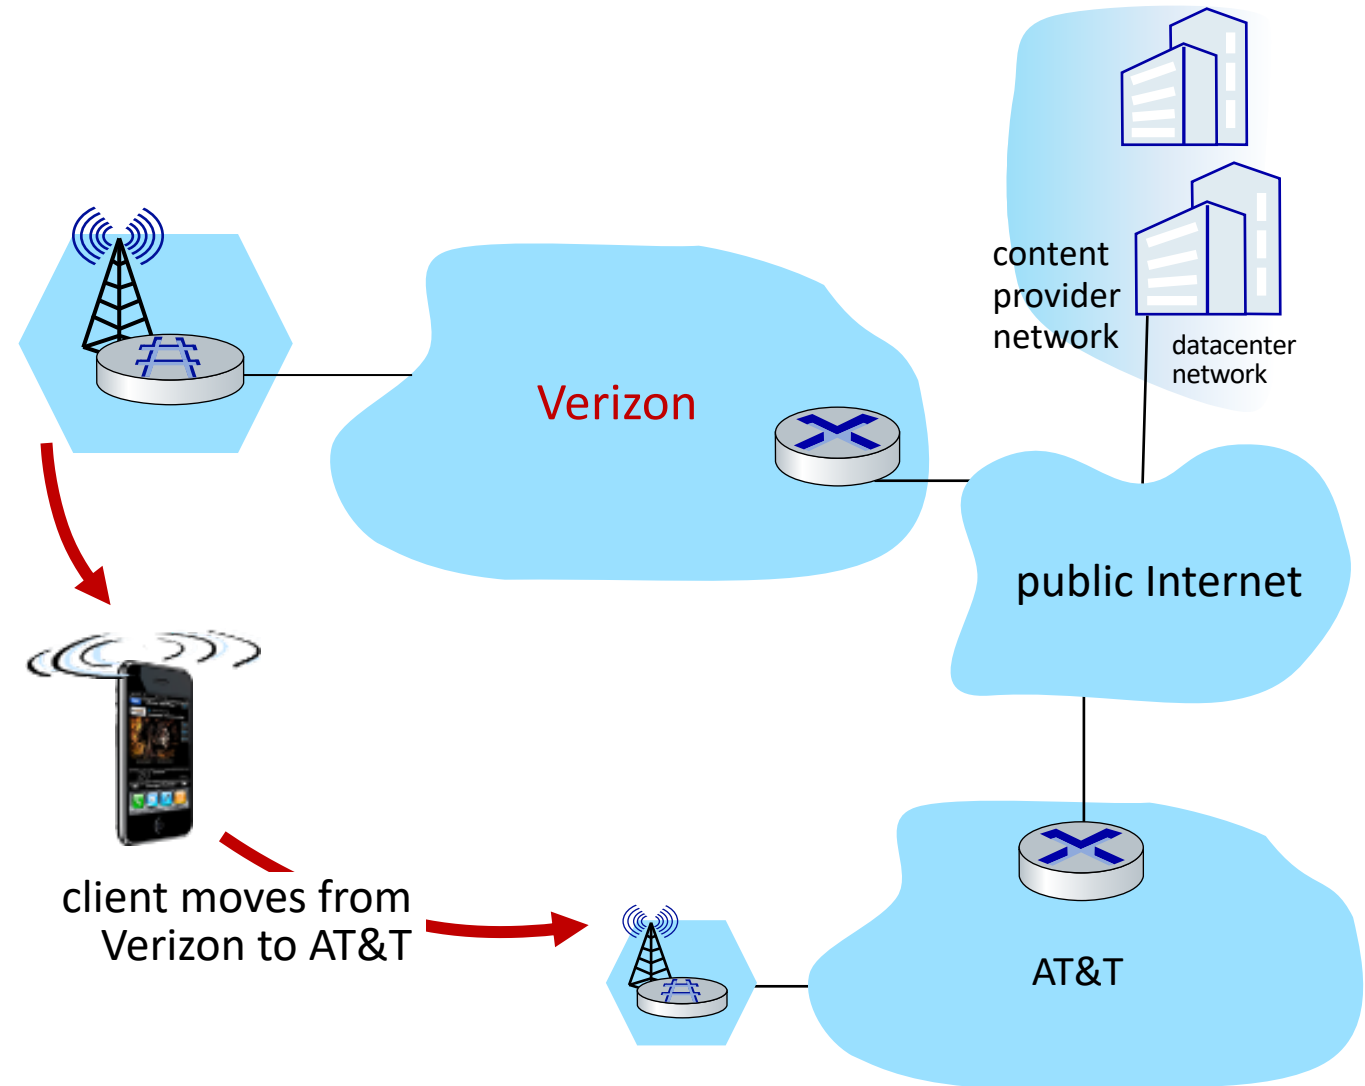 content
provider
network
datacenter
network
Verizon
public Internet
client moves from
Verizon to AT&T
AT&T